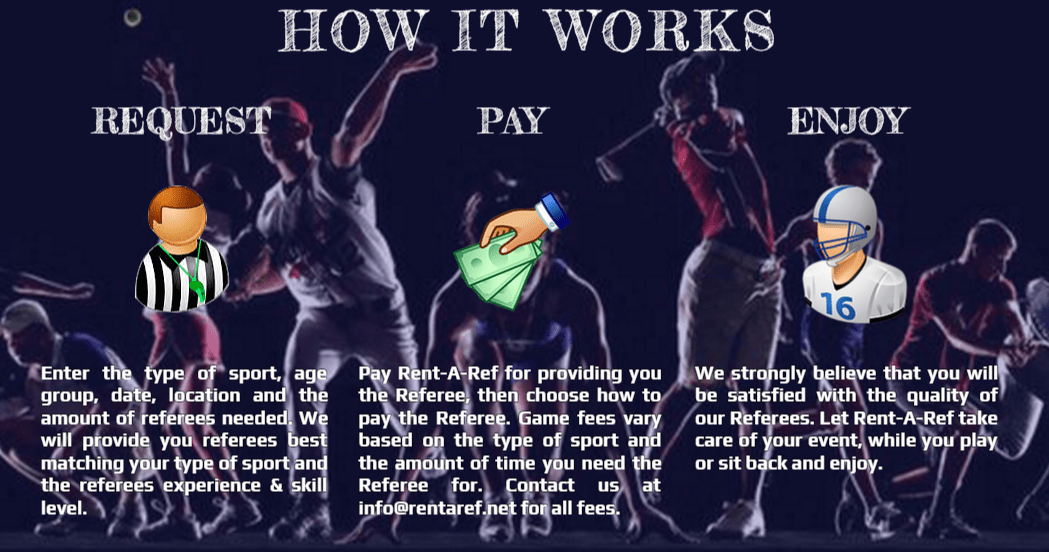 HOW IT WORKS
REQUEST
PAY
ENJOY
16
Enter the type of sport, age
group, date, location and the
amount of referees needed. We
will provide you referees best
matching your type of sport and
the referees experience & skill
level.
Pay Rent-A-Ref for providing you
the Referee, then choose how to
pay the Referee. Game fees vary
based on the type of sport and
the amount of time you need the
Referee for. Contact us at
info@rentaref.net for all fees.
We strongly believe that you will
be satisfied with the quality of
our Referees. Let Rent-A-Ref take
care of your event, while you play
or sit back and enjoy.